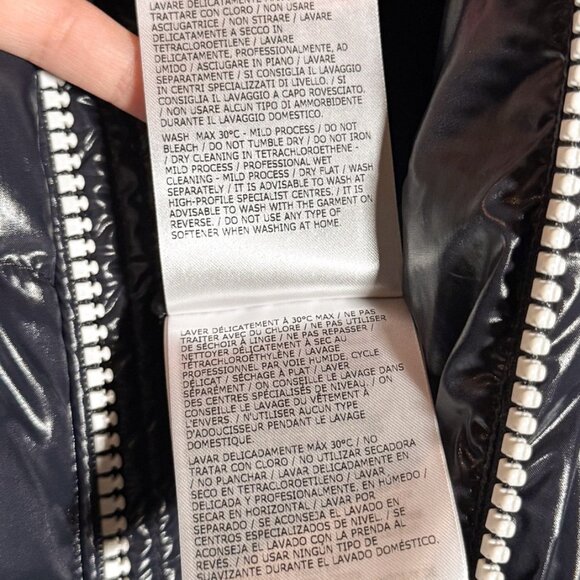 LAVARE DELICATAMENTE
TRATTARE CON CLORO / NON USARE
ASCIUGATRICE / NON STIRARE / LAVARE
DELICATAMENTE A SECCO IN
TETRACLOROETILENE / LAVARE
DELICATAMENTE, PROFESSIONALMENTE, AD
UMIDO / ASCIUGARE IN PIANO / LAVARE
SEPARATAMENTE / SI CONSIGLIA IL LAVAGGIO
IN CENTRI SPECIALIZZATI DI LIVELLO. / SI
CONSIGLIA IL LAVAGGIO A CAPO ROVESCIATO.
/ NON USARE ALCUN TIPO DI AMMORBIDENTE
DURANTE IL LAVAGGIO DOMESTICO.
WASH MAX 30°C - MILD PROCESS / DO NOT
BLEACH / DO NOT TUMBLE DRY / DO NOT IRON
/ DRY CLEANING IN TETRACHLOROETHENE -
MILD PROCESS / PROFESSIONAL WET
CLEANING - MILD PROCESS / DRY FLAT / WASH
SEPARATELY / IT IS ADVISABLE TO WASH AT
HIGH-PROFILE SPECIALIST CENTRES. / IT IS
ADVISABLE TO WASH WITH THE GARMENT ON
REVERSE. / DO NOT USE ANY TYPE OF
SOFTENER WHEN WASHING AT HOME.
LAVER DÉLICATEMENT À 30°C MAX / NE PAS
TRAITER AVEC DU CHLORE / NE PAS UTILISER
DE SÉCHOIR À LINGE / NE PAS REPASSER /
NETTOYER DÉLICATEMENT À SEC AU
TÉTRACHLOROÉTHYLÈNE / LAVAGE
PROFESSIONNEL PAR VOIE HUMIDE. CYCLE
DÉLICAT / SÉCHAGE À PLAT / LAVER
SÉPARÉMENT / ON CONSEILLE LE LAVAGE DANS
DES CENTRES SPÉCIALISÉS DE NIVEAU. / ON
CONSEILLE LE LAVAGE DU VÊTEMENT À
L'ENVERS. / N'UTILISER AUCUN TYPE
D'ADOUCISSEUR PENDANT LE LAVAGE
DOMESTIQUE.
LAVAR DELICADAMENTE MÁX 30°C / NO
TRATAR CON CLORO / NO UTILIZAR SECADORA
/ NO PLANCHAR / LAVAR DELICADAMENTE EN
SECO EN TETRACLOROETILENO / LAVAR
DELICADA Y PROFESIONALMENTE, EN HÚMEDO /
SECAR EN HORIZONTAL / LAVAR POR
SEPARADO / SE ACONSEJA EL LAVADO EN
CENTROS ESPECIALIZADOS DE NIVEL. / SE
ACONSEJA EL LAVADO CON LA PRENDA AL
REVÉS. / NO USAR NINGÚN TIPO DE
SUAVIZANTE DURANTE EL LAVADO DOMÉSTICO.